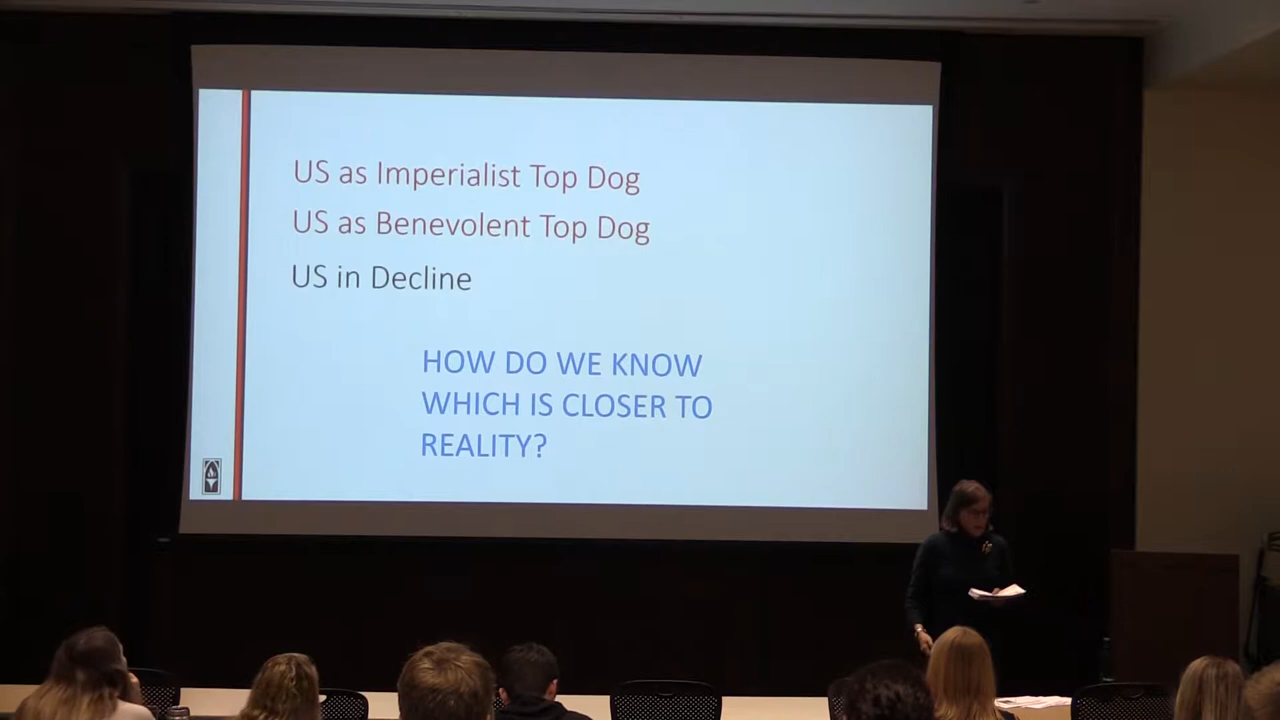 US as Imperialist Top Dog
US as Benevolent Top Dog
US in Decline
HOW DO WE KNOW
WHICH IS CLOSER TO
REALITY?